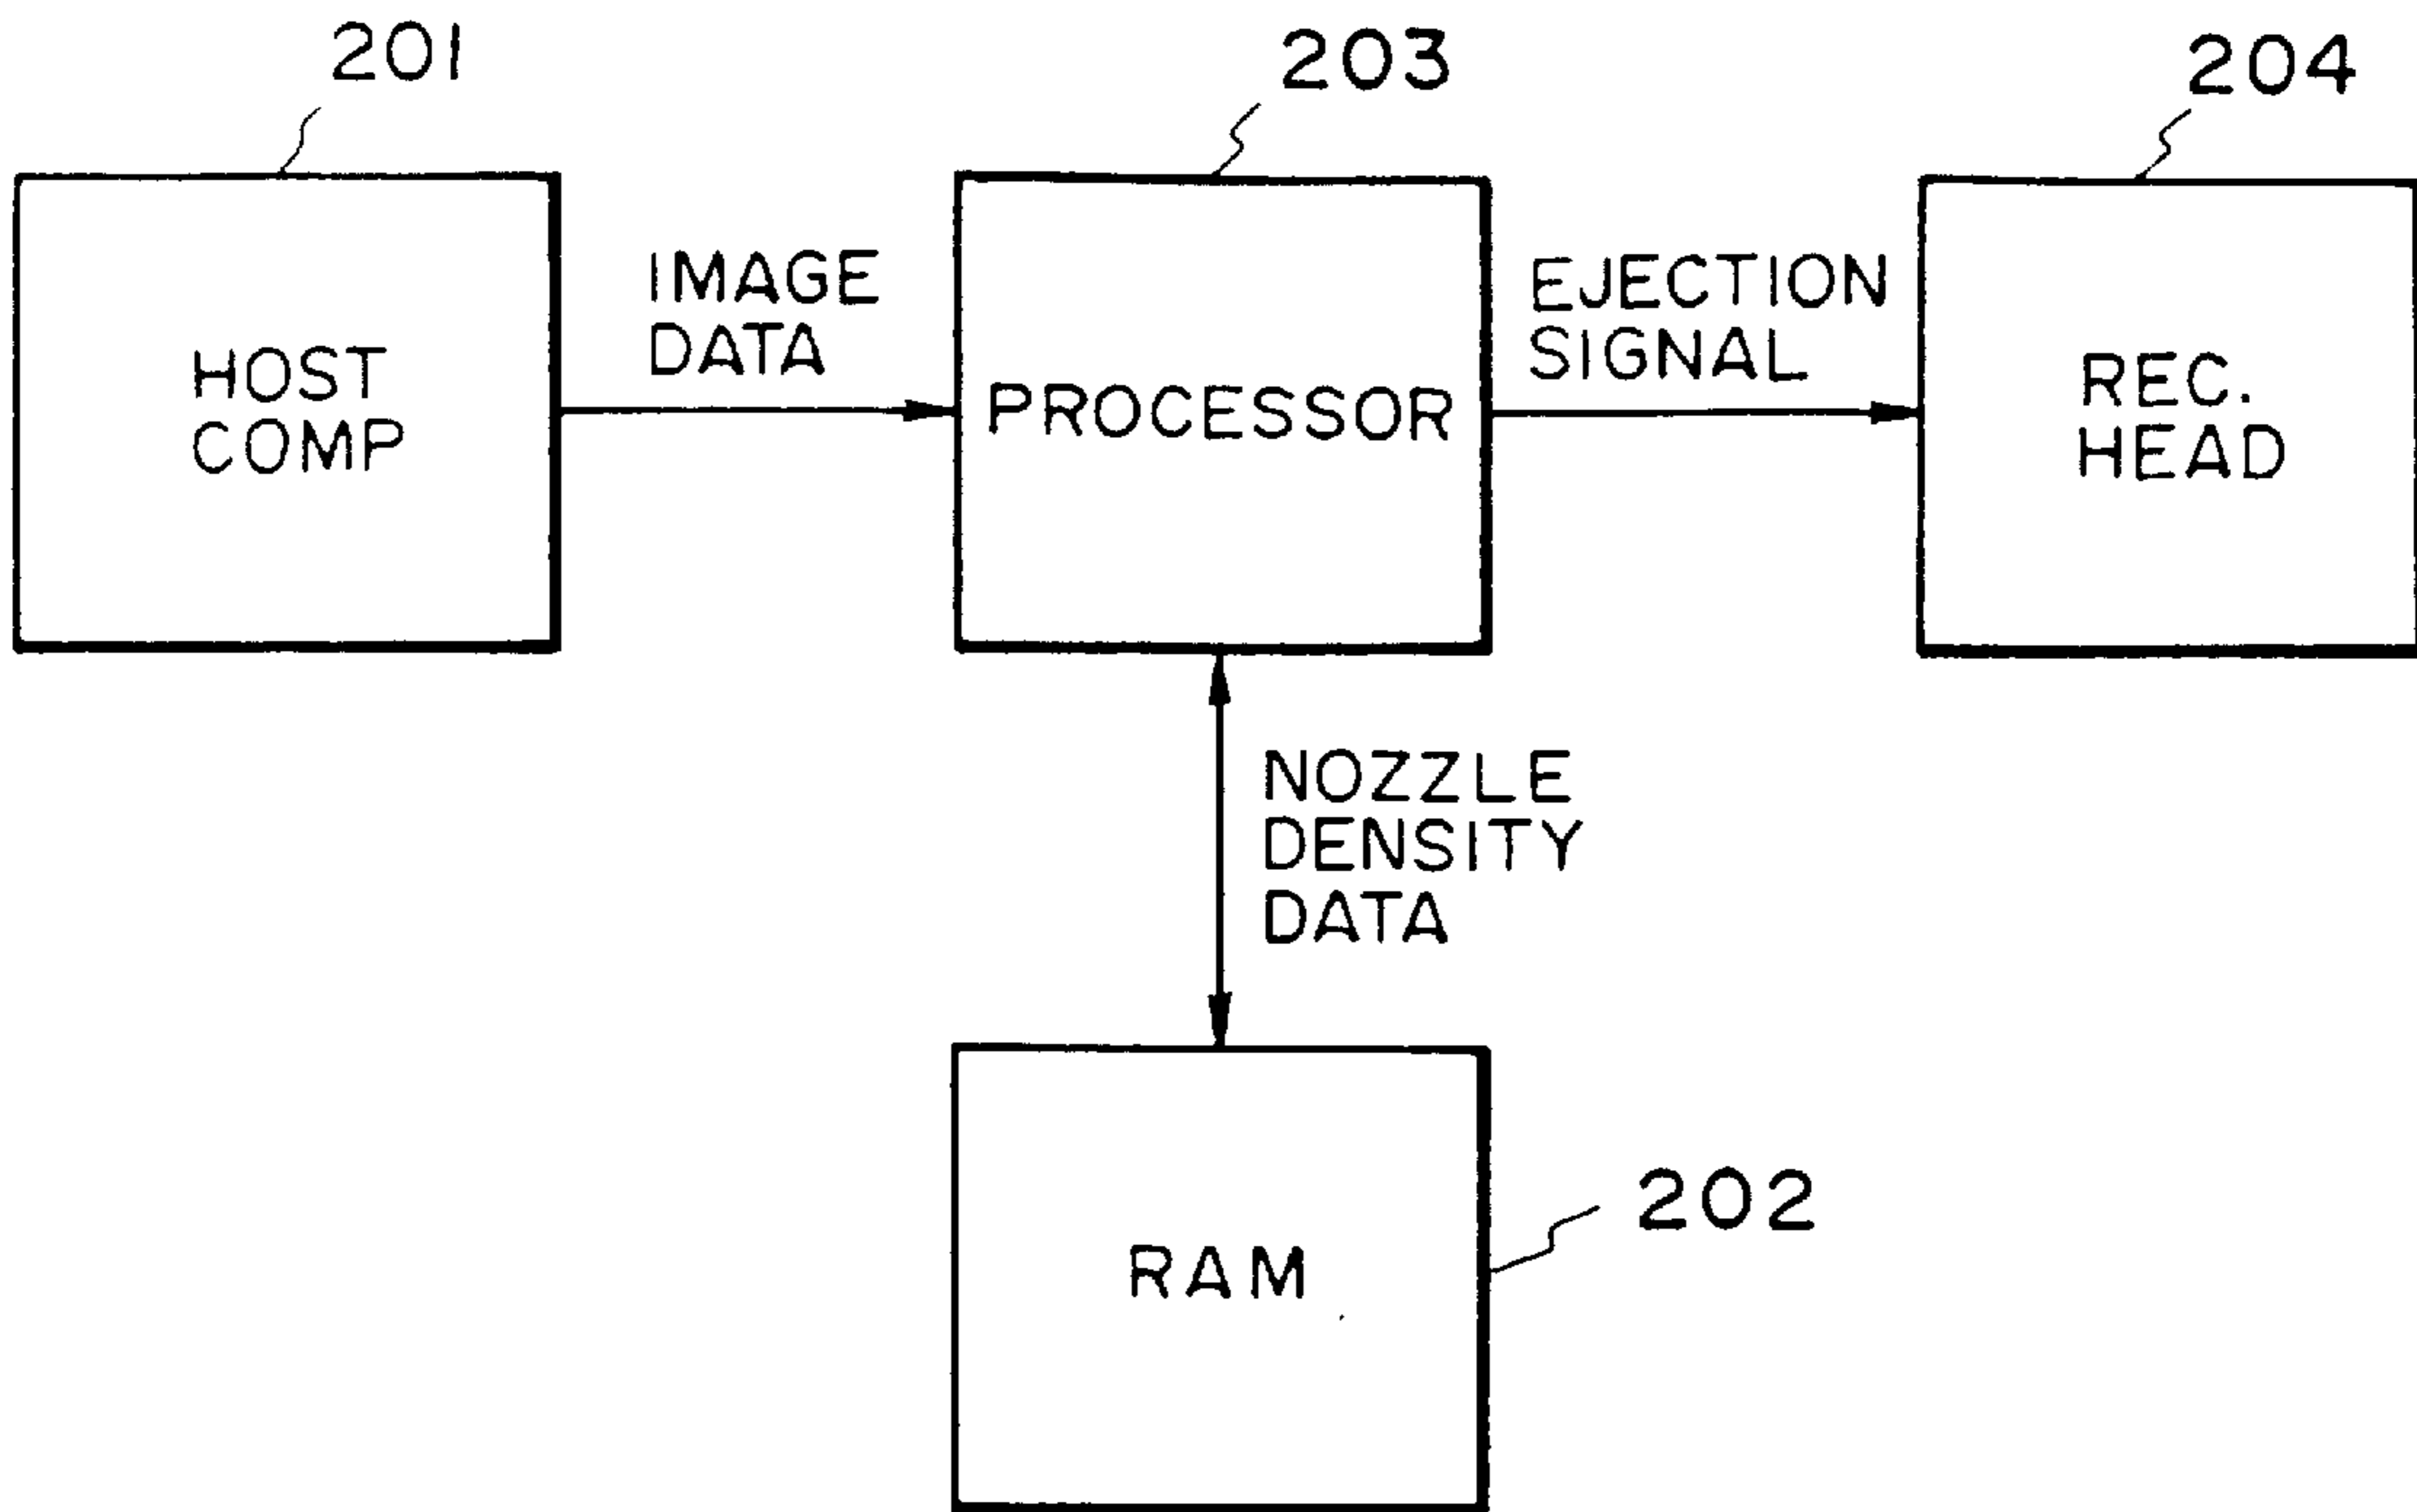 201
203
204
HOST
COMP
IMAGE
DATA
PROCESSOR
EJECTION
SIGNAL
REC.
HEAD
NOZZLE
DENSITY
DATA
RAM
202